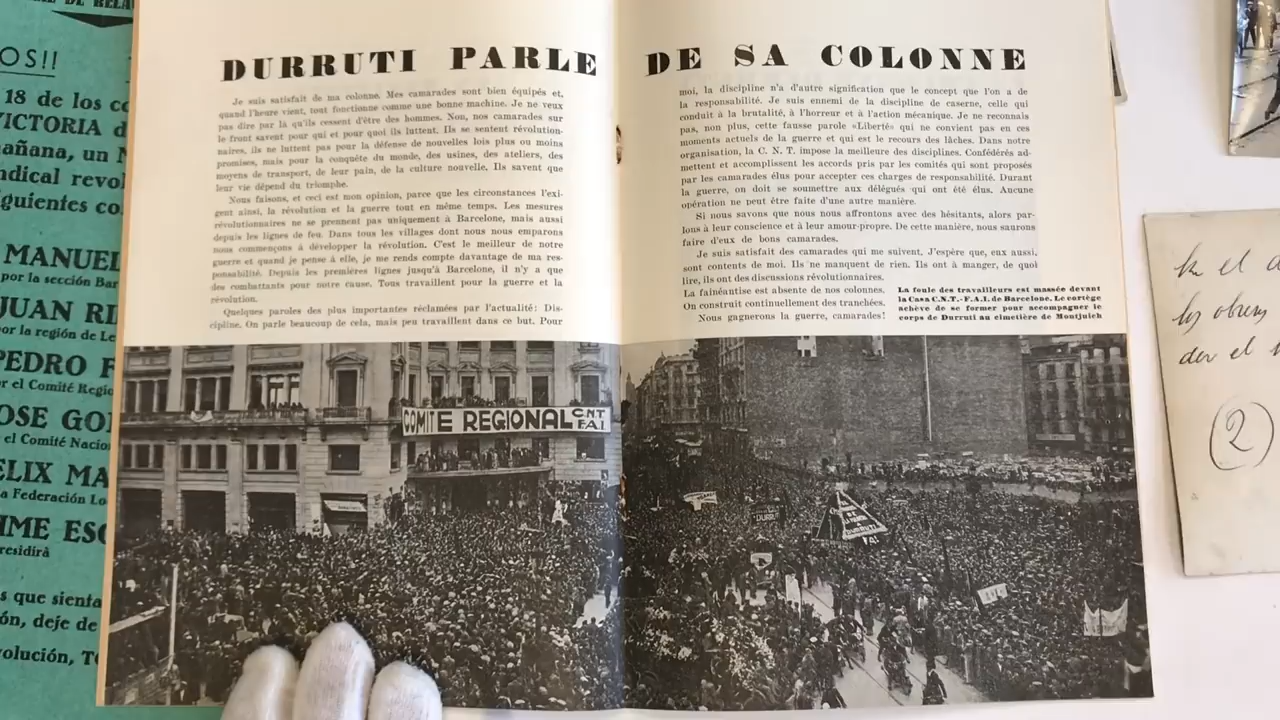 DE RELA
OS!!
18 de los co
VICTORIA d
añana, un
ndical revol
guientes co
MANUEL
por la sección Bar
JUAN RI
por la región de Le
PEDRO F
r el Comité Regio
OSE GO
el Comité Nacio
ELIX MA
a Federación Lo
IME ESC
residirà
s que sienta
ón, deje de
volución, T
DURRUTI PARLE DE SA COLONNE
Je suis satisfait de ma colonne. Mes camarades sont bien équipés et,
quand l'heure vient, tout fonctionne comme une bonne machine. Je ne veux
pas dire par là qu'ils cessent d'être des hommes. Non, nos camarades sur
le front savent pour qui et pour quoi ils luttent. Ils se sentent révolution-
naires, ils ne luttent pas pour la défense de nouvelles lois plus ou moins
promises, mais pour la conquête du monde, des usines, des ateliers, des
moyens de transport, de leur pain, de la culture nouvelle. Ils savent que
leur vie dépend du triomphe.
Nous faisons, et ceci est mon opinion, parce que les circonstances l'exi-
gent ainsi, la révolution et la guerre tout en même temps. Les mesures
révolutionnaires ne se prennent pas uniquement à Barcelone, mais aussi
depuis les lignes de feu. Dans tous les villages dont nous nous emparons
nous commençons à développer la révolution. C'est le meilleur de notre
guerre et quand je pense à elle, je me rends compte davantage de ma res-
ponsabilité. Depuis les premières lignes jusqu'à Barcelone, il n'y a que
des combattants pour notre cause. Tous travaillent pour la guerre et la
révolution.
Quelques paroles des plus importantes réclamées par l'actualité: Dis-
cipline. On parle beaucoup de cela, mais peu travaillent dans ce but. Pour
moi, la discipline n'a d'autre signification que le concept que l'on a de
la responsabilité. Je suis ennemi de la discipline de caserne, celle qui
conduit à la brutalité, à l'horreur et à l'action mécanique. Je ne reconnais
pas, non plus, cette fausse parole «Liberté» qui ne convient pas en ces
moments actuels de la guerre et qui est le recours des lâches. Dans notre
organisation, la C. N. T. impose la meilleure des disciplines. Confédérés ad-
mettent et accomplissent les accords pris par les comités qui sont proposés
par les camarades élus pour accepter ces charges de responsabilité. Durant
la guerre, on doit se soumettre aux délégués qui ont été élus. Aucune
opération ne peut être faite d'une autre manière.
Si nous savons que nous nous affrontons avec des hésitants, alors par-
lons à leur conscience et à leur amour-propre. De cette manière, nous saurons
faire d'eux de bons camarades.
Je suis satisfait des camarades qui me suivent. J'espère que, eux aussi,
sont contents de moi. Ils ne manquent de rien. Ils ont à manger, de quoi
lire, ils ont des discussions révolutionnaires.
La fainéantise est absente de nos colonnes.
On construit continuellement des tranchées.
Nous gagnerons la guerre, camarades!
La foule des travailleurs est massée devant
la Casa C.N.T.-F.A.I. de Barcelone. Le cortège
achève de se former pour accompagner le
corps de Durruti au cimetière de Montjuich
COMITE REGIONAL C.N.T.
F.A.I.
el
los obreros
der el
(2)